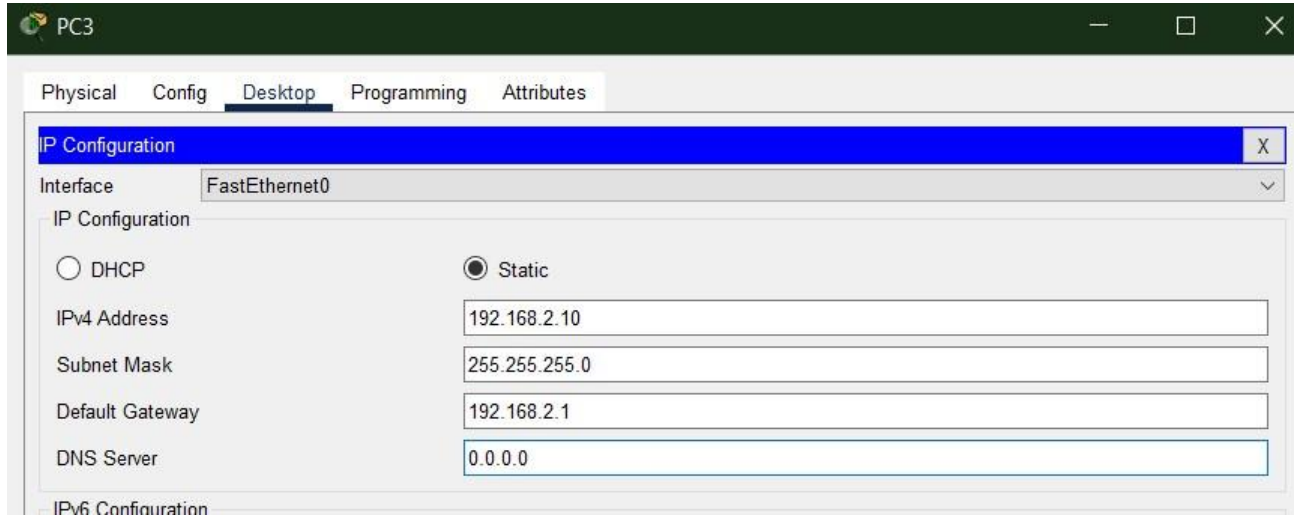 PC3
Physical Config Desktop Programming Attributes
IP Configuration X
Interface FastEthernet0
IP Configuration
DHCP Static
IPv4 Address 192.168.2.10
Subnet Mask 255.255.255.0
Default Gateway 192.168.2.1
DNS Server 0.0.0.0
IPv6 Configuration